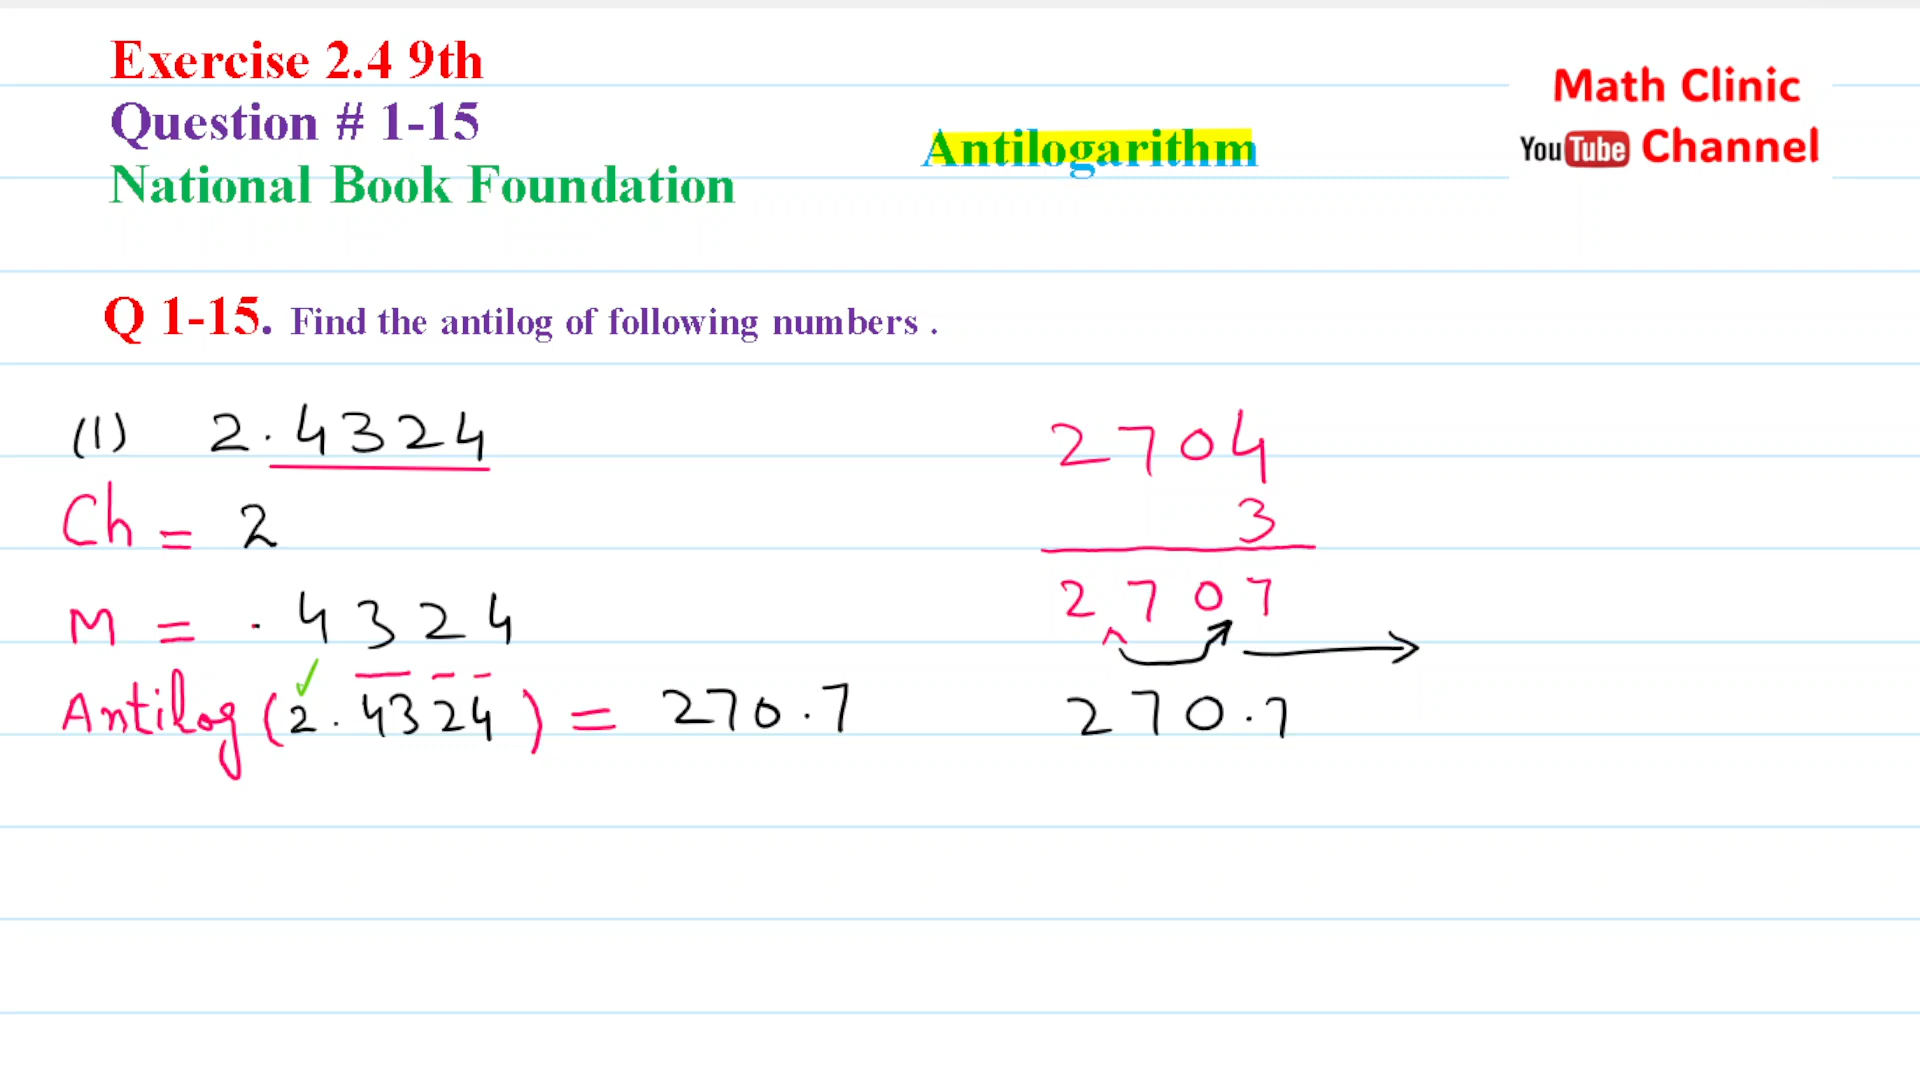 Exercise 2.4 9th
Question # 1-15
National Book Foundation
Antilogarithm
Math Clinic
YouTube Channel
Q 1-15. Find the antilog of following numbers .
(1) 2.4324
Ch = 2
M = .4324
Antilog (2.4324) = 270.7
2704
3
2707
270.7